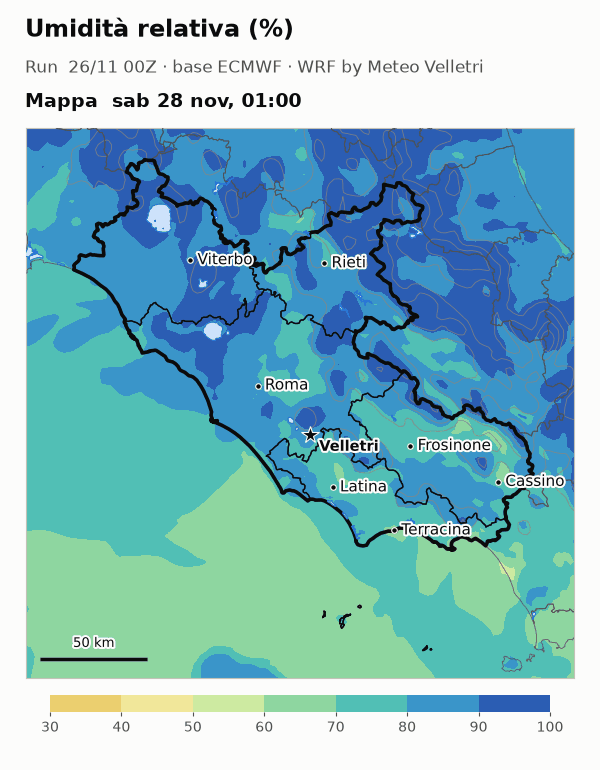 Umidità relativa (%)
Run  26/11 00Z · base ECMWF · WRF by Meteo Velletri
Mappa  sab 28 nov, 01:00
Viterbo
Rieti
Roma
Velletri
Frosinone
Latina
Cassino
Terracina
50 km
30 40 50 60 70 80 90 100